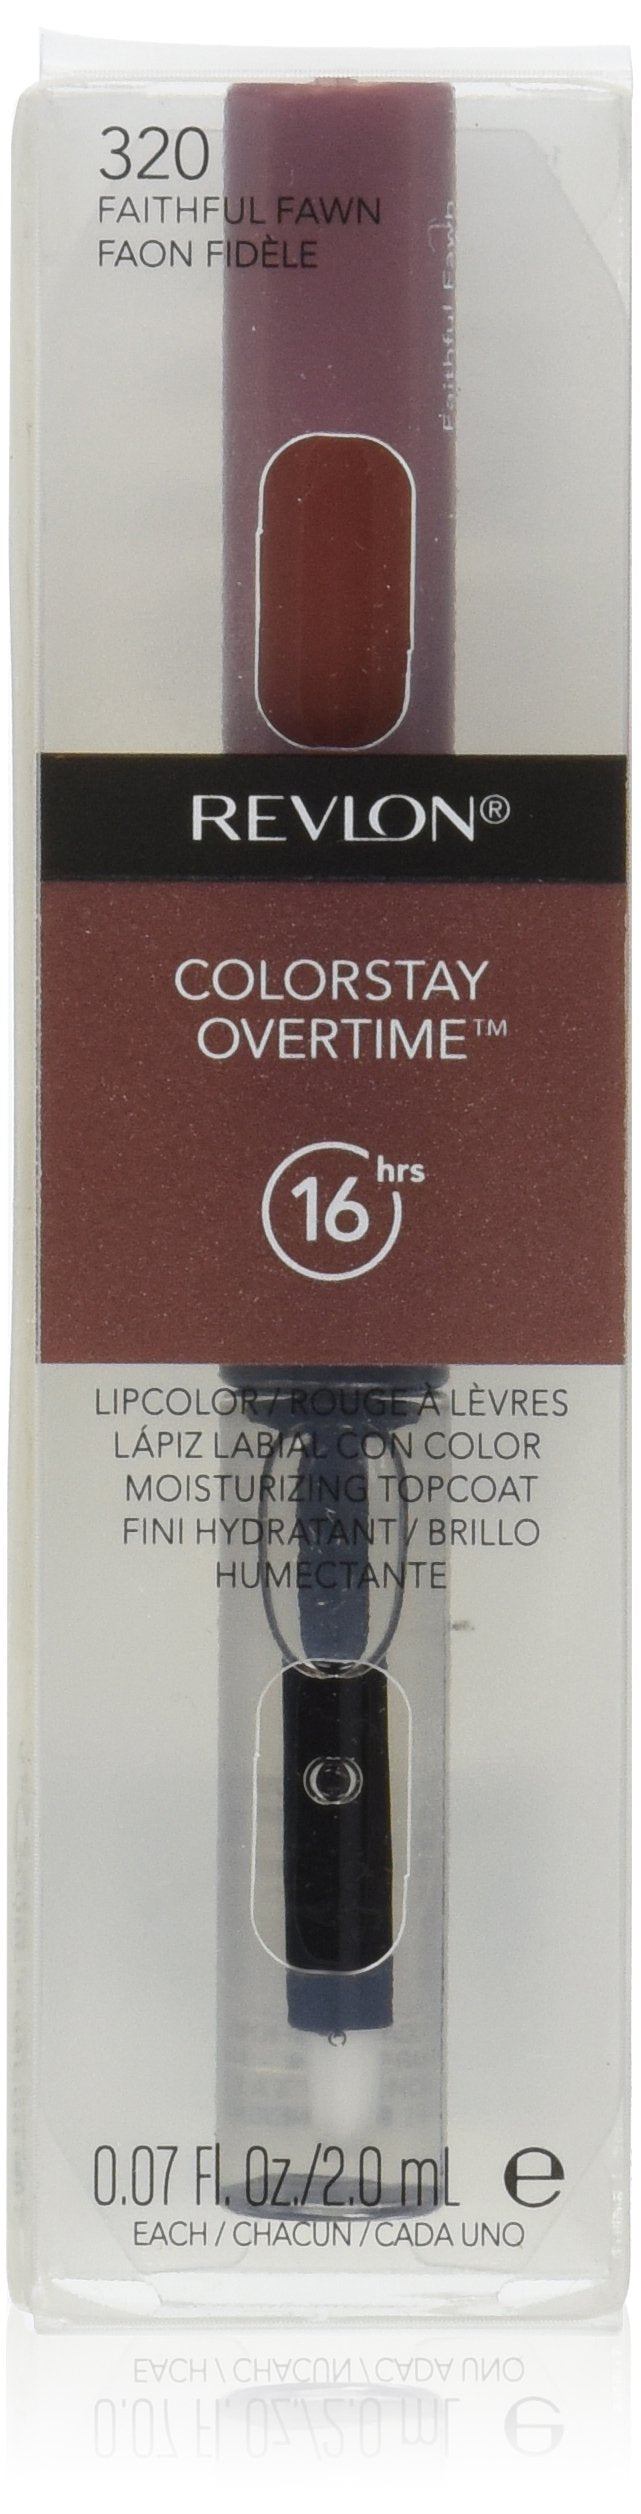 320
FAITHFUL FAWN
FAON FIDÈLE
Faithful Fawn
REVLON®
COLORSTAY
OVERTIME™
16 hrs
LIPCOLOR / ROUGE À LÈVRES
LÁPIZ LABIAL CON COLOR
MOISTURIZING TOPCOAT
FINI HYDRATANT / BRILLO
HUMECTANTE
0.07 Fl. Oz./2.0 mL e
EACH / CHACUN / CADA UNO